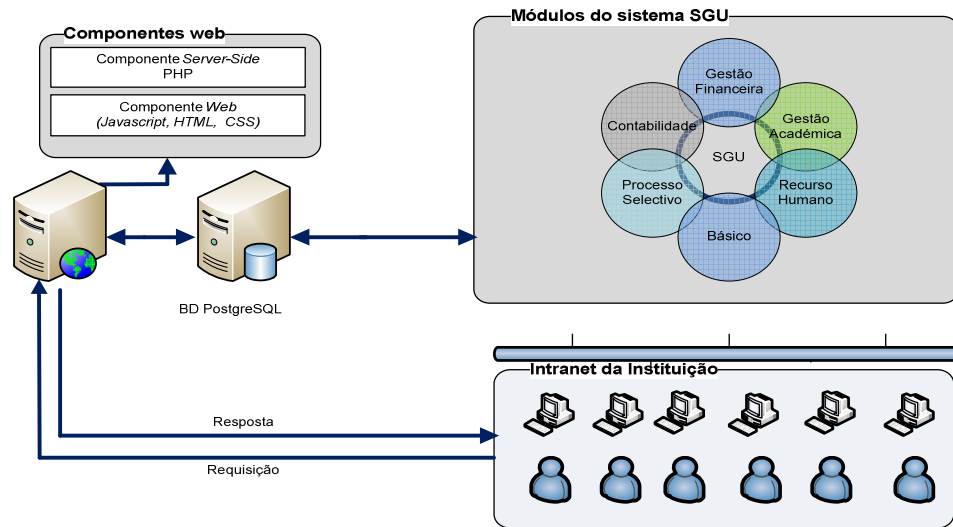 Componentes web
Componente Server-Side
PHP
Componente Web
(Javascript, HTML, CSS)
BD PostgreSQL
Módulos do sistema SGU
Gestão
Financeira
Contabilidade
Gestão
Académica
SGU
Processo
Selectivo
Recurso
Humano
Básico
Intranet da Instituição
Resposta
Requisição